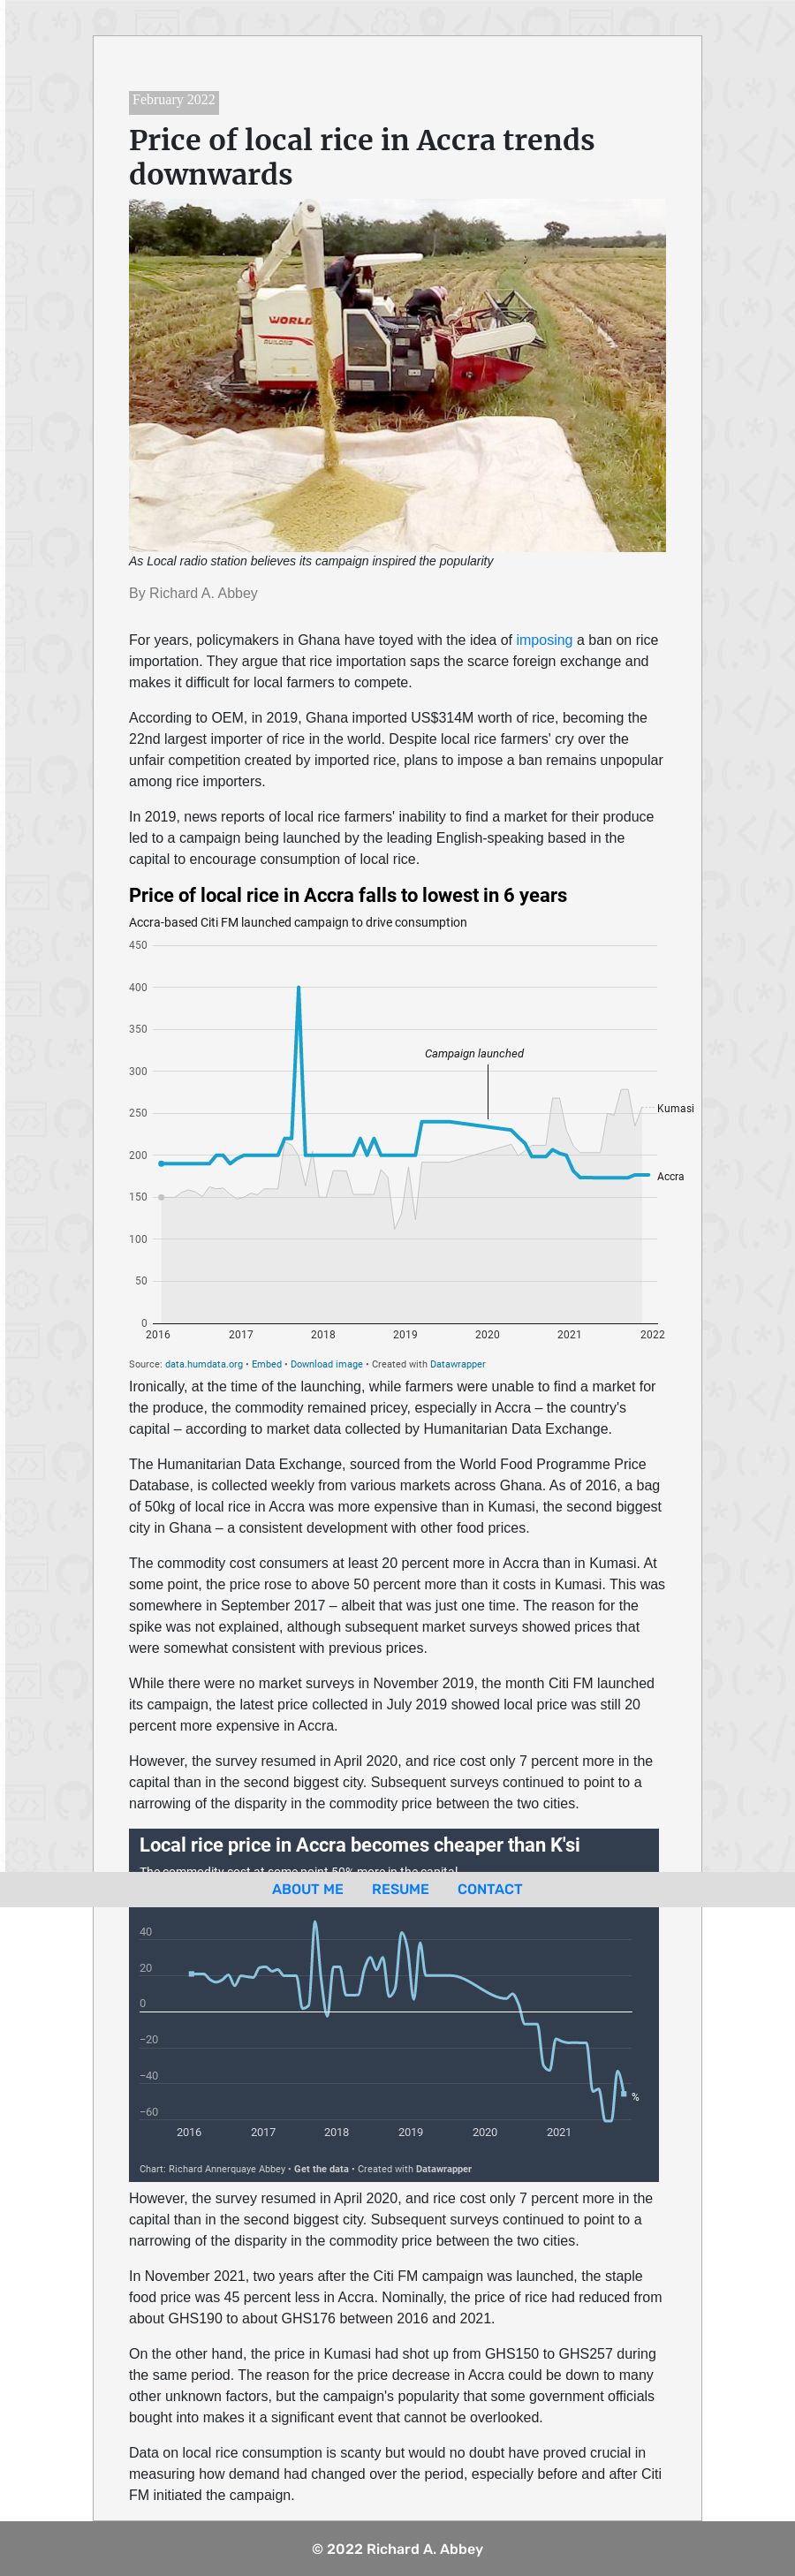 February 2022
Price of local rice in Accra trends
downwards
WORLD
RUILONG
As Local radio station believes its campaign inspired the popularity
By Richard A. Abbey
For years, policymakers in Ghana have toyed with the idea of imposing a ban on rice
importation. They argue that rice importation saps the scarce foreign exchange and
makes it difficult for local farmers to compete.
According to OEM, in 2019, Ghana imported US$314M worth of rice, becoming the
22nd largest importer of rice in the world. Despite local rice farmers' cry over the
unfair competition created by imported rice, plans to impose a ban remains unpopular
among rice importers.
In 2019, news reports of local rice farmers' inability to find a market for their produce
led to a campaign being launched by the leading English-speaking based in the
capital to encourage consumption of local rice.
Price of local rice in Accra falls to lowest in 6 years
Accra-based Citi FM launched campaign to drive consumption
450
400
350
Campaign launched
300
250
Kumasi
200
Accra
150
100
50
0
2016 2017 2018 2019 2020 2021 2022
Source: data.humdata.org • Embed • Download image • Created with Datawrapper
Ironically, at the time of the launching, while farmers were unable to find a market for
the produce, the commodity remained pricey, especially in Accra – the country's
capital – according to market data collected by Humanitarian Data Exchange.
The Humanitarian Data Exchange, sourced from the World Food Programme Price
Database, is collected weekly from various markets across Ghana. As of 2016, a bag
of 50kg of local rice in Accra was more expensive than in Kumasi, the second biggest
city in Ghana – a consistent development with other food prices.
The commodity cost consumers at least 20 percent more in Accra than in Kumasi. At
some point, the price rose to above 50 percent more than it costs in Kumasi. This was
somewhere in September 2017 – albeit that was just one time. The reason for the
spike was not explained, although subsequent market surveys showed prices that
were somewhat consistent with previous prices.
While there were no market surveys in November 2019, the month Citi FM launched
its campaign, the latest price collected in July 2019 showed local price was still 20
percent more expensive in Accra.
However, the survey resumed in April 2020, and rice cost only 7 percent more in the
capital than in the second biggest city. Subsequent surveys continued to point to a
narrowing of the disparity in the commodity price between the two cities.
Local rice price in Accra becomes cheaper than K'si
The commodity cost at some point 50% more in the capital
ABOUT ME RESUME CONTACT
40
20
0
−20
−40
−60
%
2016 2017 2018 2019 2020 2021
Chart: Richard Annerquaye Abbey • Get the data • Created with Datawrapper
However, the survey resumed in April 2020, and rice cost only 7 percent more in the
capital than in the second biggest city. Subsequent surveys continued to point to a
narrowing of the disparity in the commodity price between the two cities.
In November 2021, two years after the Citi FM campaign was launched, the staple
food price was 45 percent less in Accra. Nominally, the price of rice had reduced from
about GHS190 to about GHS176 between 2016 and 2021.
On the other hand, the price in Kumasi had shot up from GHS150 to GHS257 during
the same period. The reason for the price decrease in Accra could be down to many
other unknown factors, but the campaign's popularity that some government officials
bought into makes it a significant event that cannot be overlooked.
Data on local rice consumption is scanty but would no doubt have proved crucial in
measuring how demand had changed over the period, especially before and after Citi
FM initiated the campaign.
© 2022 Richard A. Abbey